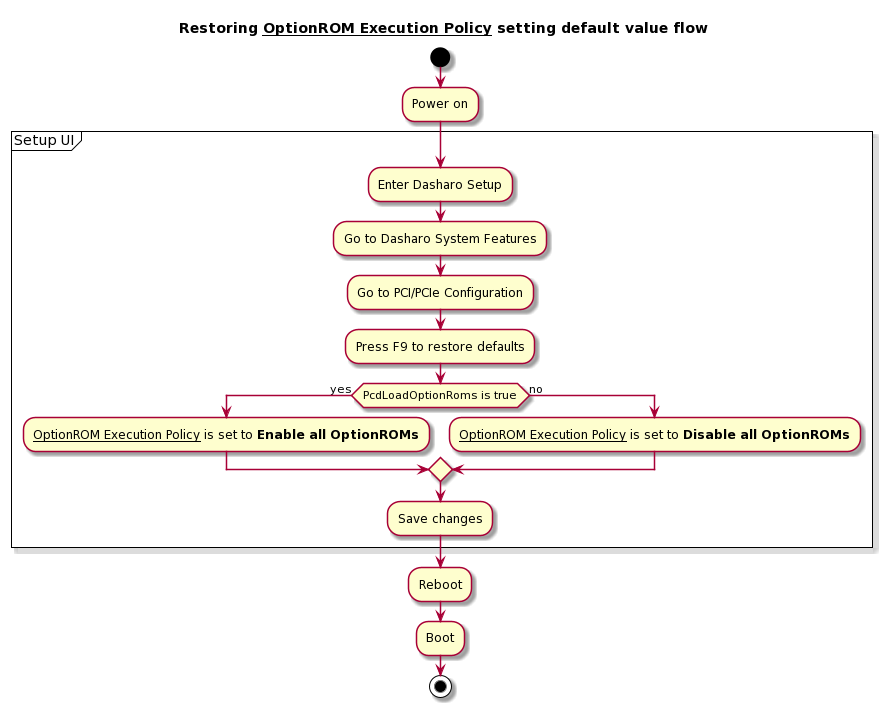 Restoring OptionROM Execution Policy setting default value flow
Power on
Setup UI
Enter Dasharo Setup
Go to Dasharo System Features
Go to PCI/PCIe Configuration
Press F9 to restore defaults
yes
PcdLoadOptionRoms is true
no
OptionROM Execution Policy is set to Enable all OptionROMs
OptionROM Execution Policy is set to Disable all OptionROMs
Save changes
Reboot
Boot